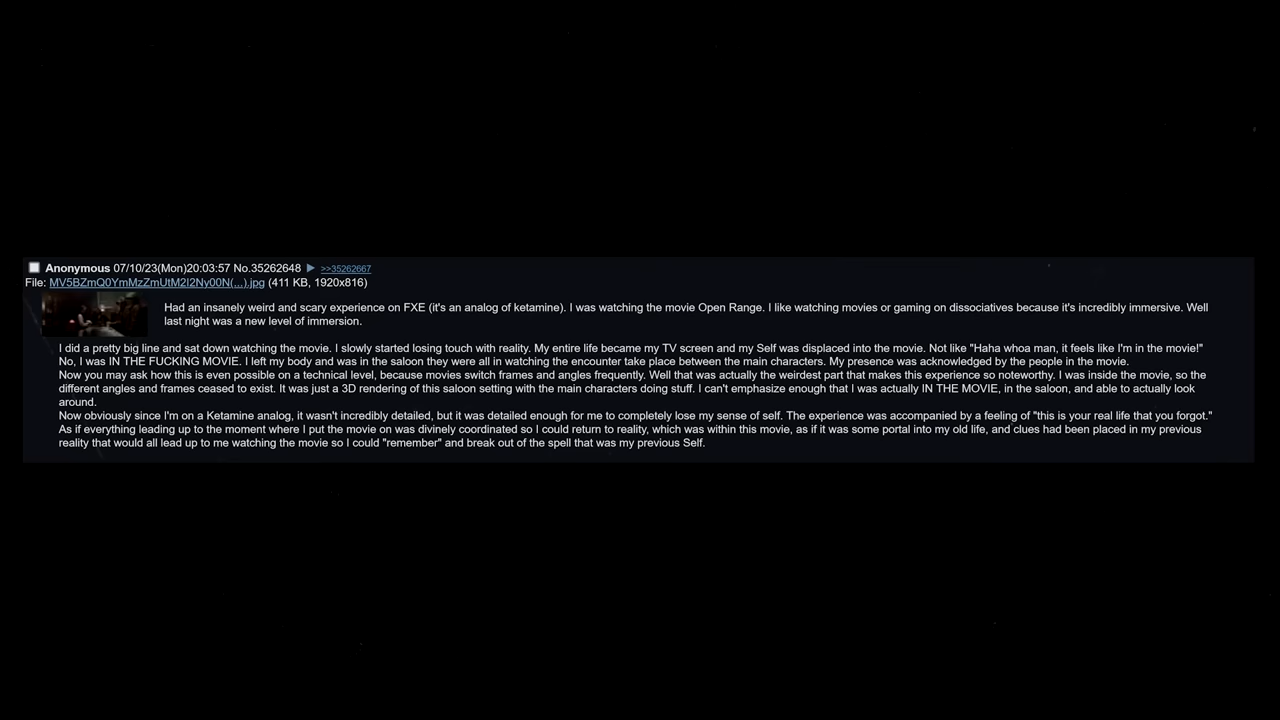 Anonymous 07/10/23(Mon)20:03:57 No.35262648 ▶ >>35262667
File: MV5BZmQ0YmMzZmUtM2I2Ny00N(...).jpg (411 KB, 1920x816)
Had an insanely weird and scary experience on FXE (it's an analog of ketamine). I was watching the movie Open Range. I like watching movies or gaming on dissociatives because it's incredibly immersive. Well
last night was a new level of immersion.
I did a pretty big line and sat down watching the movie. I slowly started losing touch with reality. My entire life became my TV screen and my Self was displaced into the movie. Not like "Haha whoa man, it feels like I'm in the movie!"
No, I was IN THE FUCKING MOVIE. I left my body and was in the saloon they were all in watching the encounter take place between the main characters. My presence was acknowledged by the people in the movie.
Now you may ask how this is even possible on a technical level, because movies switch frames and angles frequently. Well that was actually the weirdest part that makes this experience so noteworthy. I was inside the movie, so the
different angles and frames ceased to exist. It was just a 3D rendering of this saloon setting with the main characters doing stuff. I can't emphasize enough that I was actually IN THE MOVIE, in the saloon, and able to actually look
around.
Now obviously since I'm on a Ketamine analog, it wasn't incredibly detailed, but it was detailed enough for me to completely lose my sense of self. The experience was accompanied by a feeling of "this is your real life that you forgot."
As if everything leading up to the moment where I put the movie on was divinely coordinated so I could return to reality, which was within this movie, as if it was some portal into my old life, and clues had been placed in my previous
reality that would all lead up to me watching the movie so I could "remember" and break out of the spell that was my previous Self.